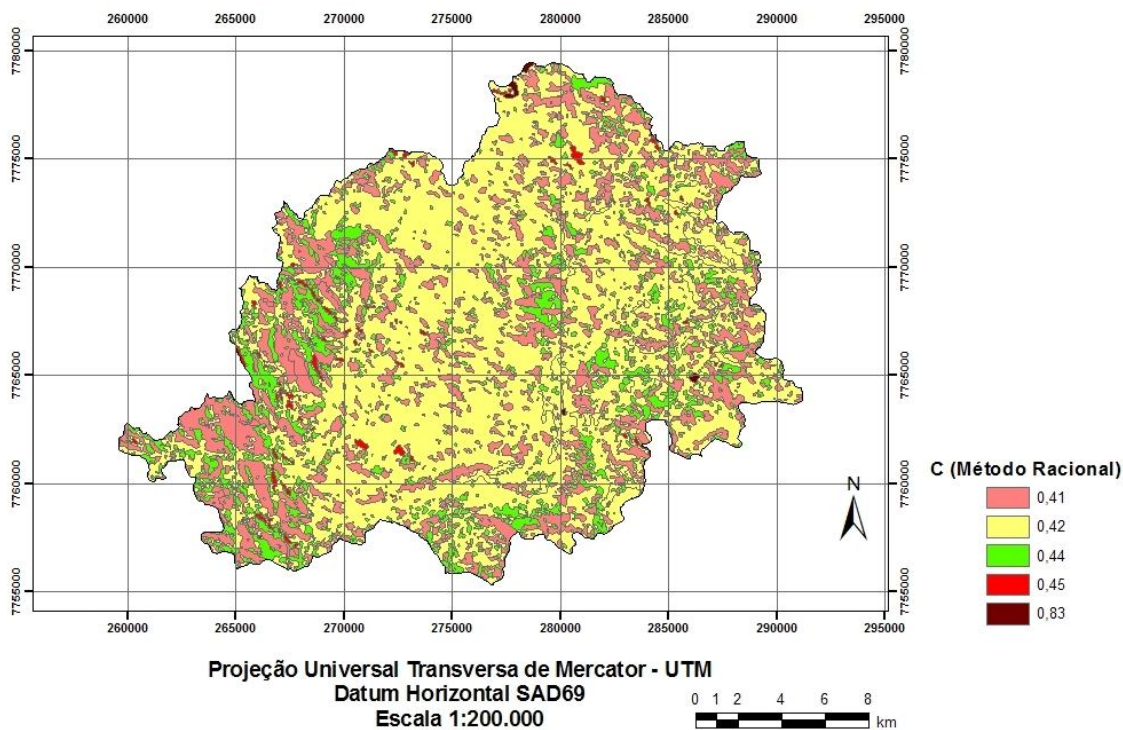 260000 265000 270000 275000 280000 285000 290000 295000
7780000 7780000
7775000 7775000
7770000 7770000
7765000 7765000
7760000 7760000
7755000 7755000
260000 265000 270000 275000 280000 285000 290000 295000
C (Método Racional)
0,41
0,42
0,44
0,45
0,83
N
Projeção Universal Transversa de Mercator - UTM
Datum Horizontal SAD69
Escala 1:200.000
0 1 2 4 6 8
km